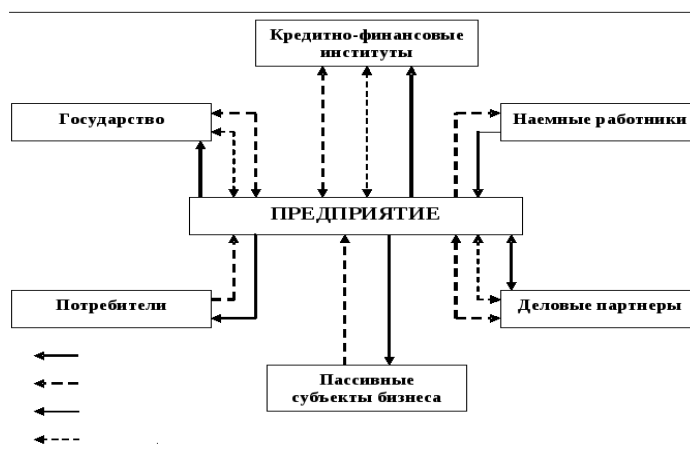 Кредитно-финансовые
институты
Государство
Наемные работники
ПРЕДПРИЯТИЕ
Потребители
Деловые партнеры
Пассивные
субъекты бизнеса